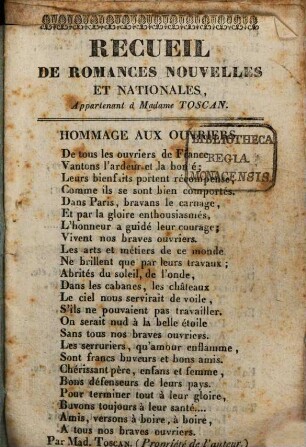 RECUEIL
DE ROMANCES NOUVELLES
ET NATIONALES,
Appartenant à Madame TOSCAN.
HOMMAGE AUX OUVRIERS.
BIBLIOTHECA
REGIA
MONACENSIS.
De tous les ouvriers de France,
Vantons l'ardeur et la bonté:
Leurs bienfaits portent récompense,
Comme ils se sont bien comportés.
Dans Paris, bravans le carnage,
Et par la gloire enthousiasmés,
L'honneur a guidé leur courage;
Vivent nos braves ouvriers.
Les arts et métiers de ce monde
Ne brillent que par leurs travaux;
Abrités du soleil, de l'onde,
Dans les cabanes, les châteaux
Le ciel nous servirait de voile,
S'ils ne pouvaient pas travailler.
On serait nud à la belle étoile
Sans tous nos braves ouvriers.
Les serruriers, qu'amour enflamme,
Sont francs buveurs et bons amis.
Chérissant père, enfans et femme,
Bons défenseurs de leurs pays.
Pour terminer tout à leur gloire,
Buvons toujours à leur santé....
Amis, versons à boire, à boire,
A tous nos braves ouvriers.
Par Mad. TOSCAN. (Propriété de l'auteur.)